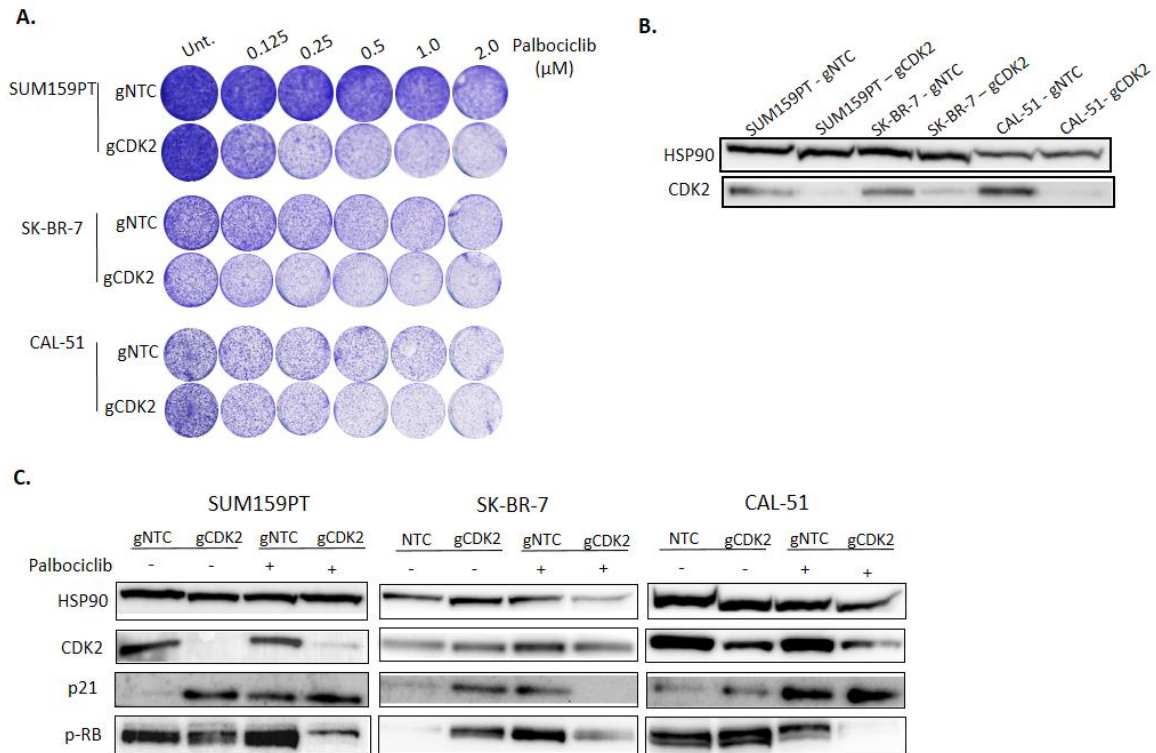 A.
Unt. 0.125 0.25 0.5 1.0 2.0 Palbociclib
(μM)
SUM159PT gNTC
gCDK2
SK-BR-7 gNTC
gCDK2
CAL-51 gNTC
gCDK2
B.
SUM159PT - gNTC SUM159PT – gCDK2 SK-BR-7 - gNTC SK-BR-7 – gCDK2 CAL-51 - gNTC CAL-51- gCDK2
HSP90
CDK2
C.
SUM159PT SK-BR-7 CAL-51
gNTC gCDK2 gNTC gCDK2 NTC gCDK2 gNTC gCDK2 NTC gCDK2 gNTC gCDK2
Palbociclib - - + + - - + + - - + +
HSP90
CDK2
p21
p-RB